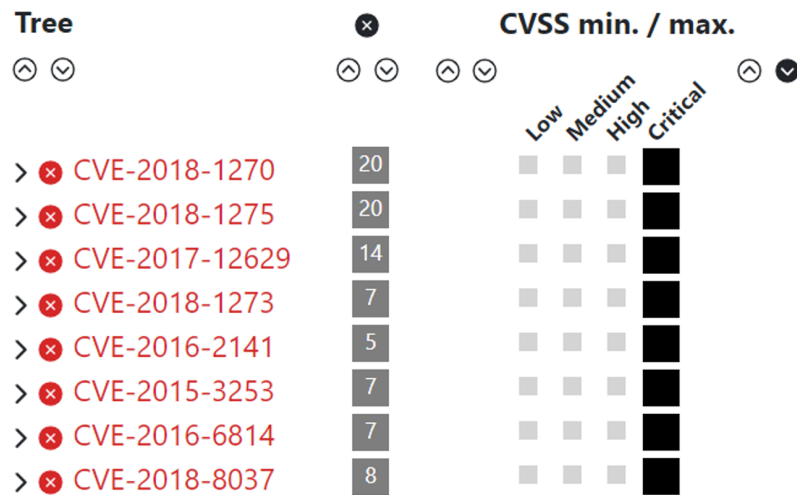 Tree CVSS min. / max.
Low Medium High Critical
CVE-2018-1270 20
CVE-2018-1275 20
CVE-2017-12629 14
CVE-2018-1273 7
CVE-2016-2141 5
CVE-2015-3253 7
CVE-2016-6814 7
CVE-2018-8037 8